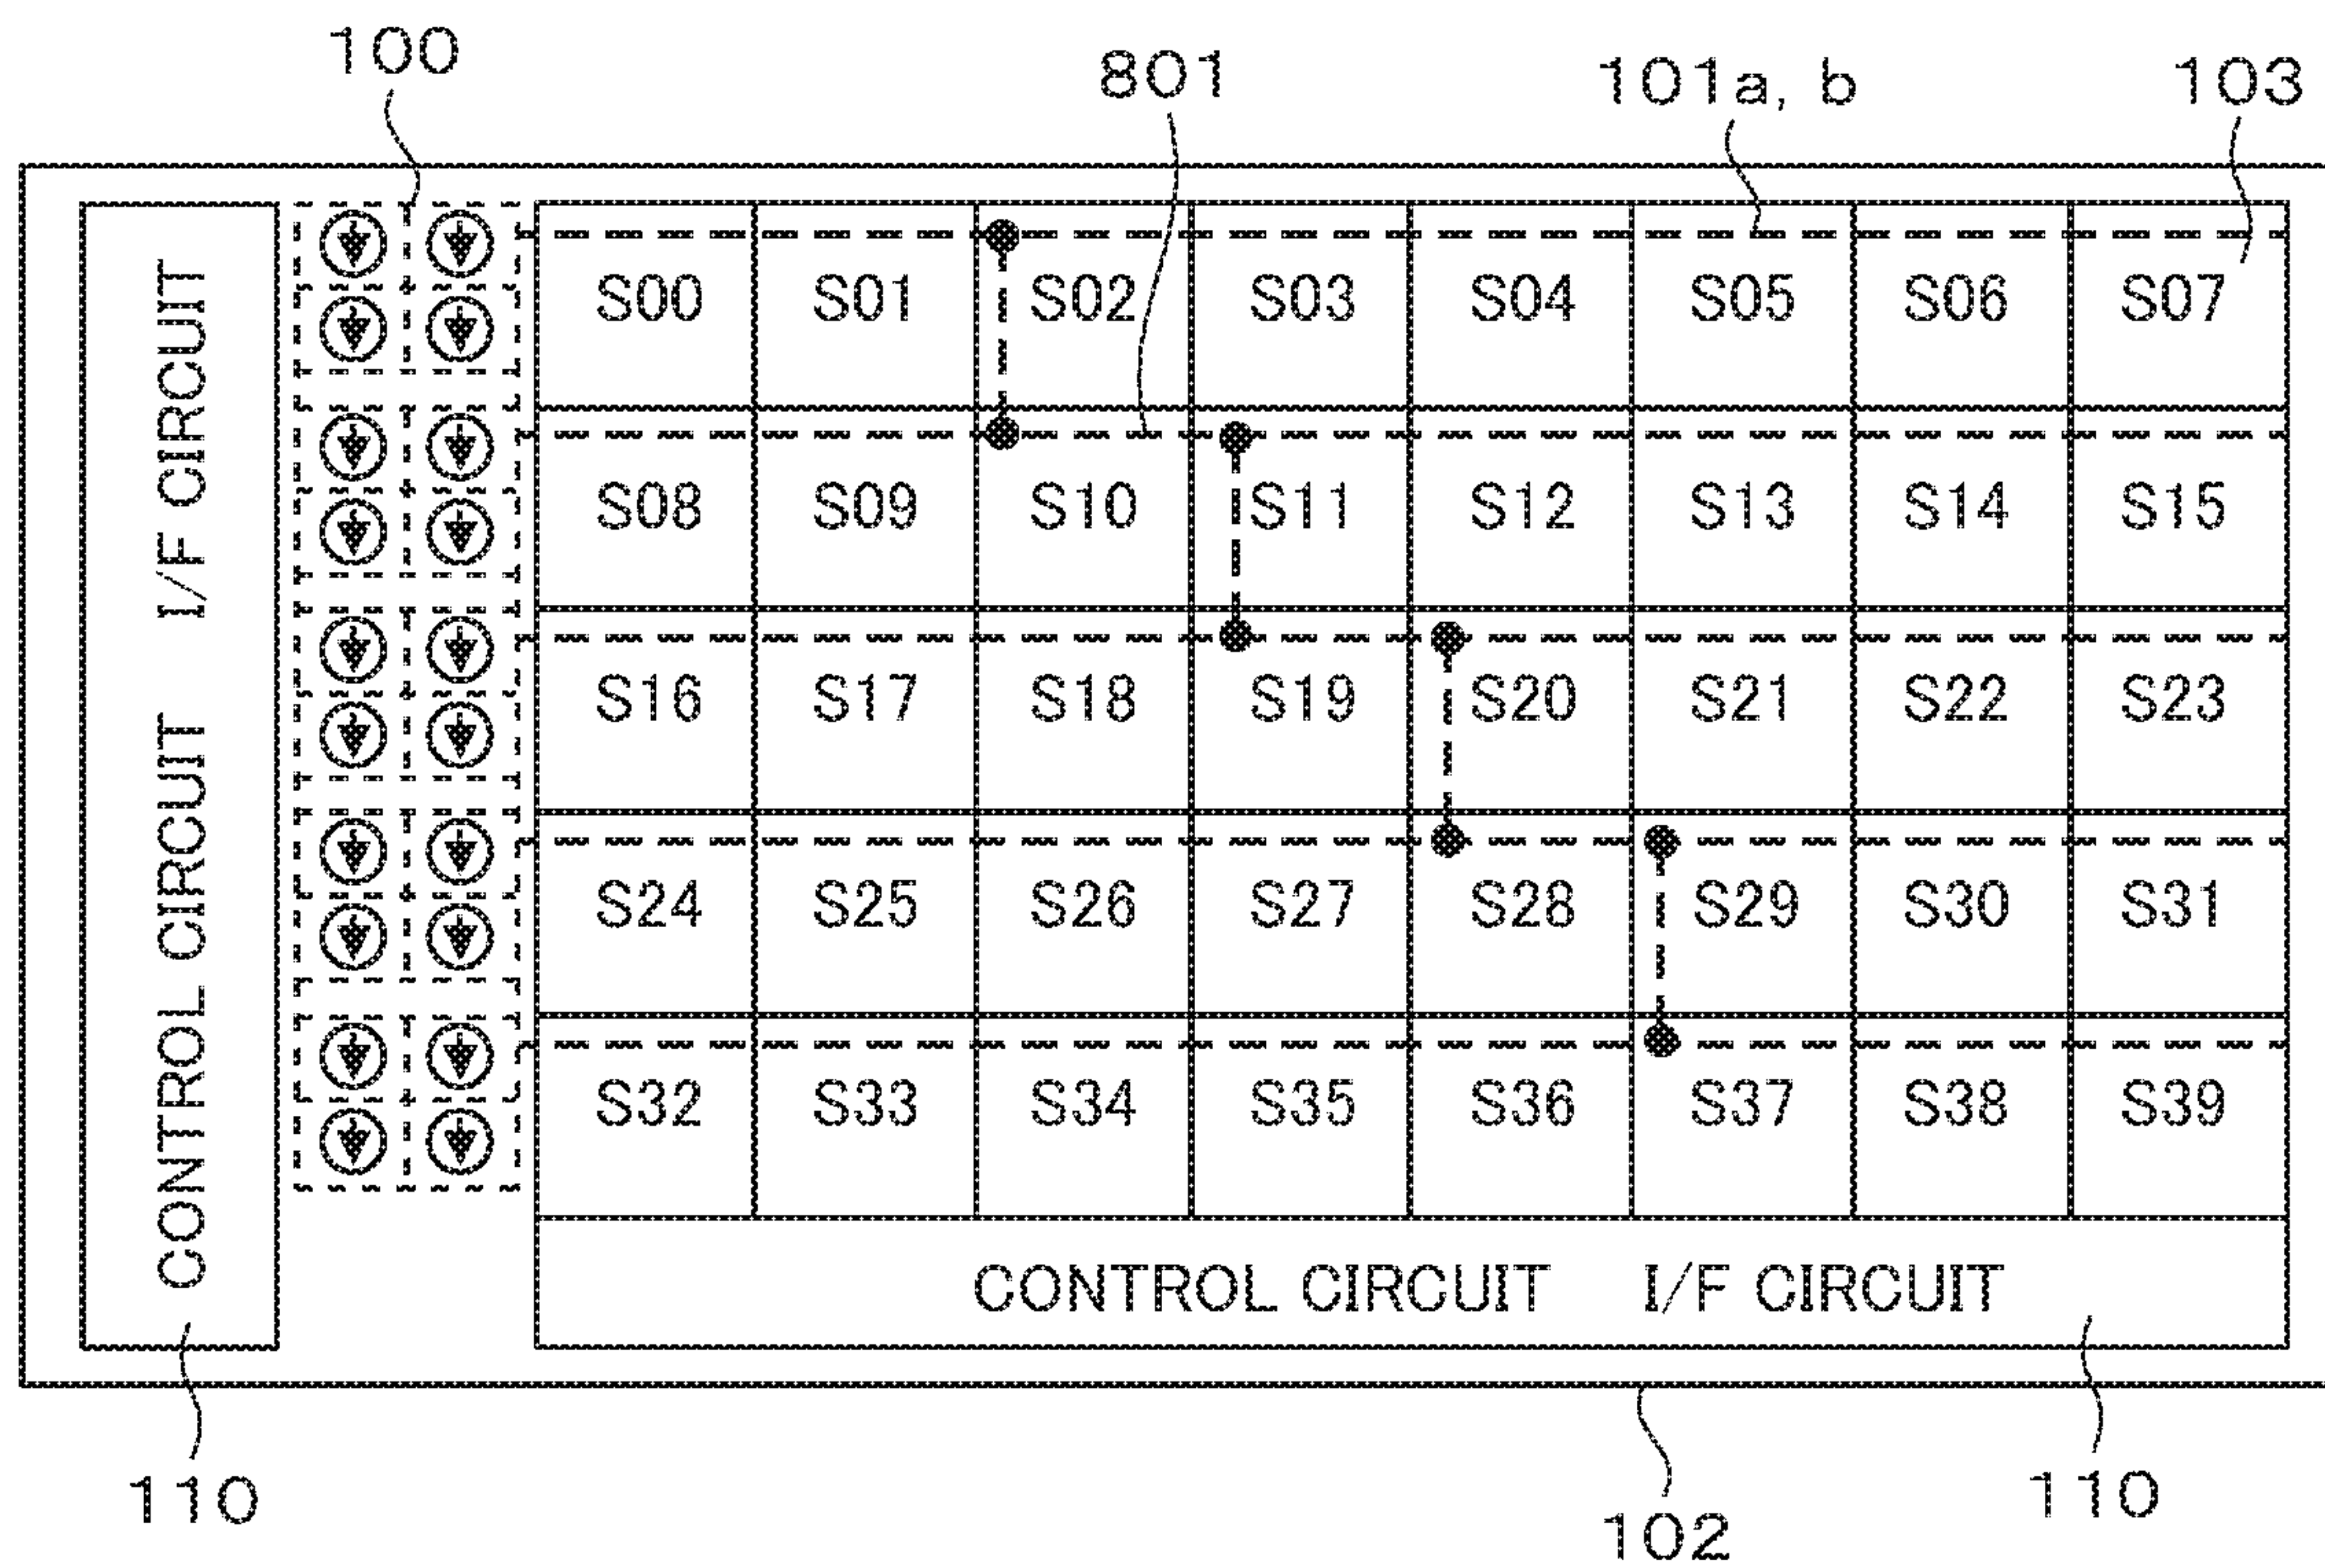 100
801
101a, b
103
CONTROL CIRCUIT I/F CIRCUIT
S00 S01 S02 S03 S04 S05 S06 S07
S08 S09 S10 S11 S12 S13 S14 S15
S16 S17 S18 S19 S20 S21 S22 S23
S24 S25 S26 S27 S28 S29 S30 S31
S32 S33 S34 S35 S36 S37 S38 S39
CONTROL CIRCUIT I/F CIRCUIT
110
102
110